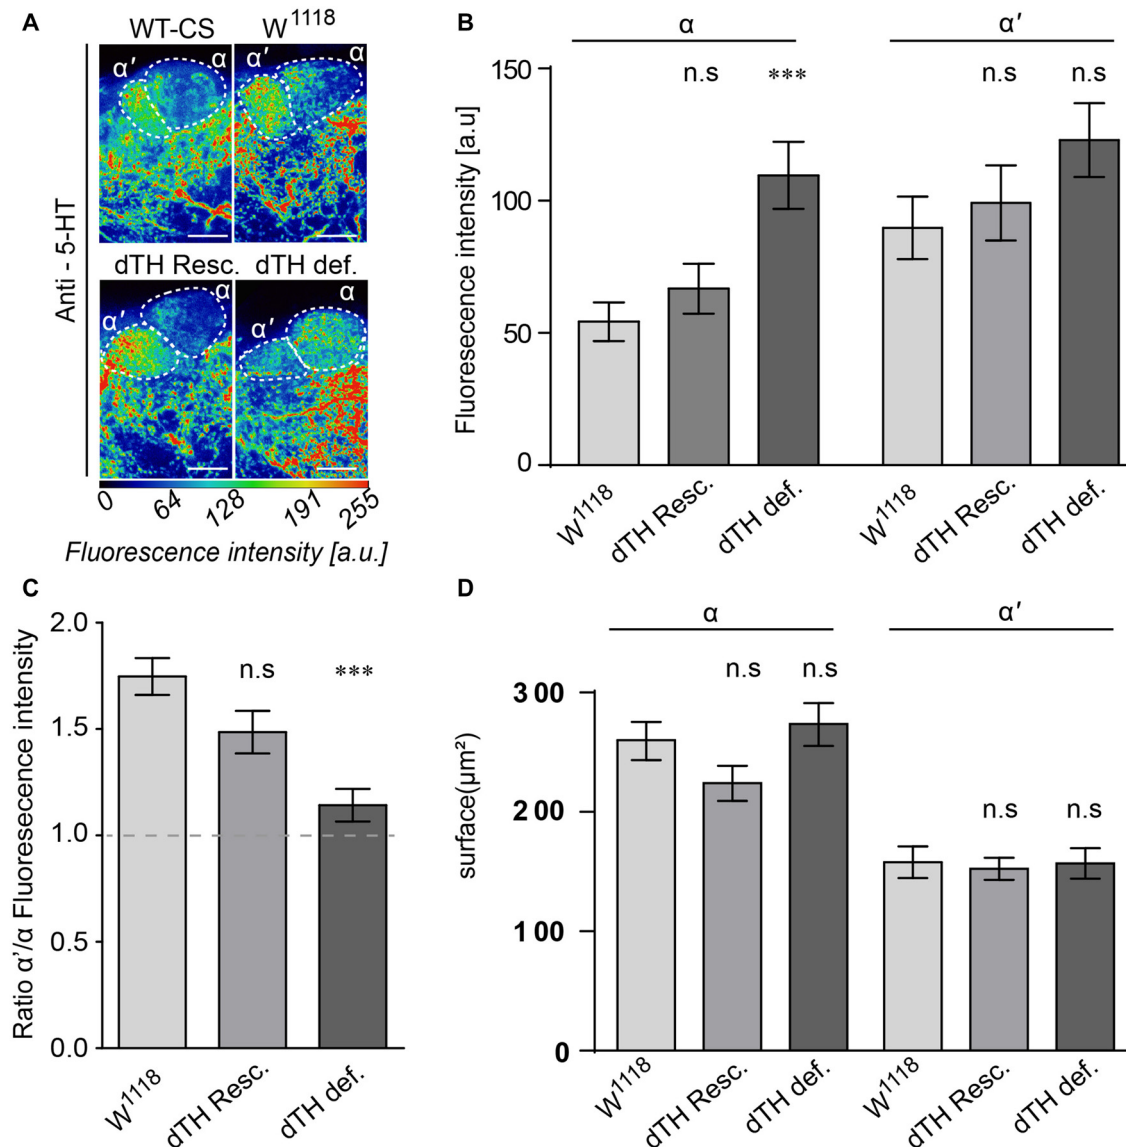 A
WT-CS
W¹¹¹⁸
α′
α
α′
α
Anti - 5-HT
dTH Resc.
dTH def.
α′
α
α′
α
0
64
128
191
255
Fluorescence intensity [a.u.]
B
α
α′
n.s
***
n.s
n.s
Fluorescence intensity [a.u]
150
100
50
0
W¹¹¹⁸
dTH Resc.
dTH def.
W¹¹¹⁸
dTH Resc.
dTH def.
C
Ratio α'/α Fluorescence intensity
2.0
1.5
1.0
0.5
0.0
n.s
***
W¹¹¹⁸
dTH Resc.
dTH def.
D
α
α′
n.s
n.s
n.s
n.s
surface(µm²)
300
200
100
0
W¹¹¹⁸
dTH Resc.
dTH def.
W¹¹¹⁸
dTH Resc.
dTH def.